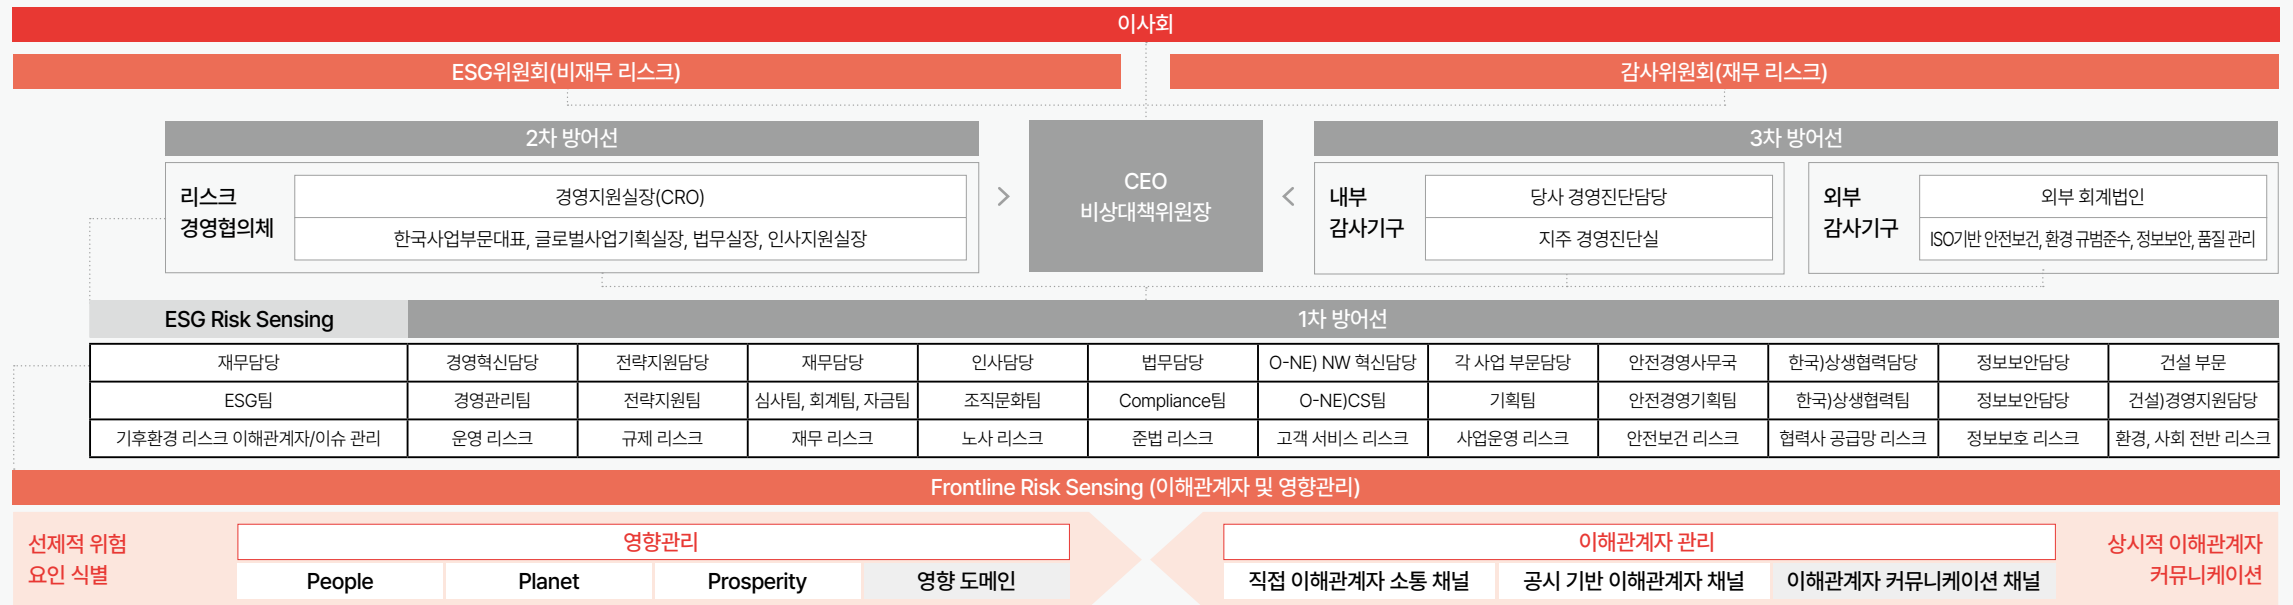 이사회
ESG위원회(비재무 리스크)
감사위원회(재무 리스크)
2차 방어선
리스크
경영협의체
경영지원실장(CRO)
한국사업부문대표, 글로벌사업기획실장, 법무실장, 인사지원실장
CEO
비상대책위원장
3차 방어선
내부
감사기구
당사 경영진단담당
지주 경영진단실
외부
감사기구
외부 회계법인
ISO기반 안전보건, 환경 규범준수, 정보보안, 품질 관리
ESG Risk Sensing
1차 방어선
재무담당 경영혁신담당 전략지원담당 재무담당 인사담당 법무담당 O-NE) NW 혁신담당 각 사업 부문담당 안전경영사무국 한국)상생협력담당 정보보안담당 건설 부문
ESG팀 경영관리팀 전략지원팀 심사팀, 회계팀, 자금팀 조직문화팀 Compliance팀 O-NE)CS팀 기획팀 안전경영기획팀 한국)상생협력팀 정보보안담당 건설)경영지원담당
기후환경 리스크 이해관계자/이슈 관리 운영 리스크 규제 리스크 재무 리스크 노사 리스크 준법 리스크 고객 서비스 리스크 사업운영 리스크 안전보건 리스크 협력사 공급망 리스크 정보보호 리스크 환경, 사회 전반 리스크
Frontline Risk Sensing (이해관계자 및 영향관리)
선제적 위험
요인 식별
영향관리
People Planet Prosperity 영향 도메인
이해관계자 관리
직접 이해관계자 소통 채널 공시 기반 이해관계자 채널 이해관계자 커뮤니케이션 채널
상시적 이해관계자
커뮤니케이션